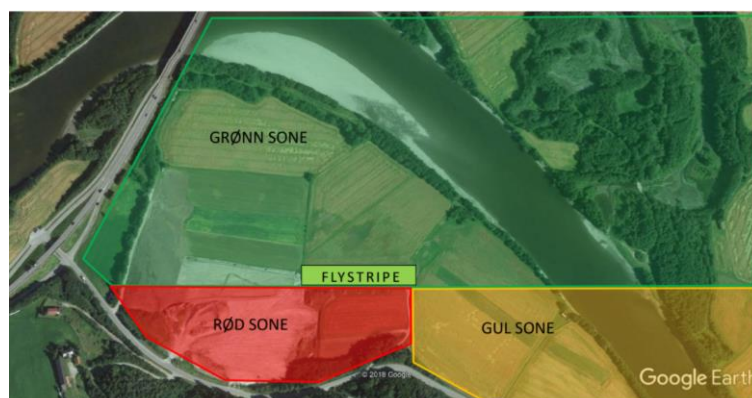 GRØNN SONE
FLYSTRIPE
RØD SONE
GUL SONE
© 2018 Google
Google Earth